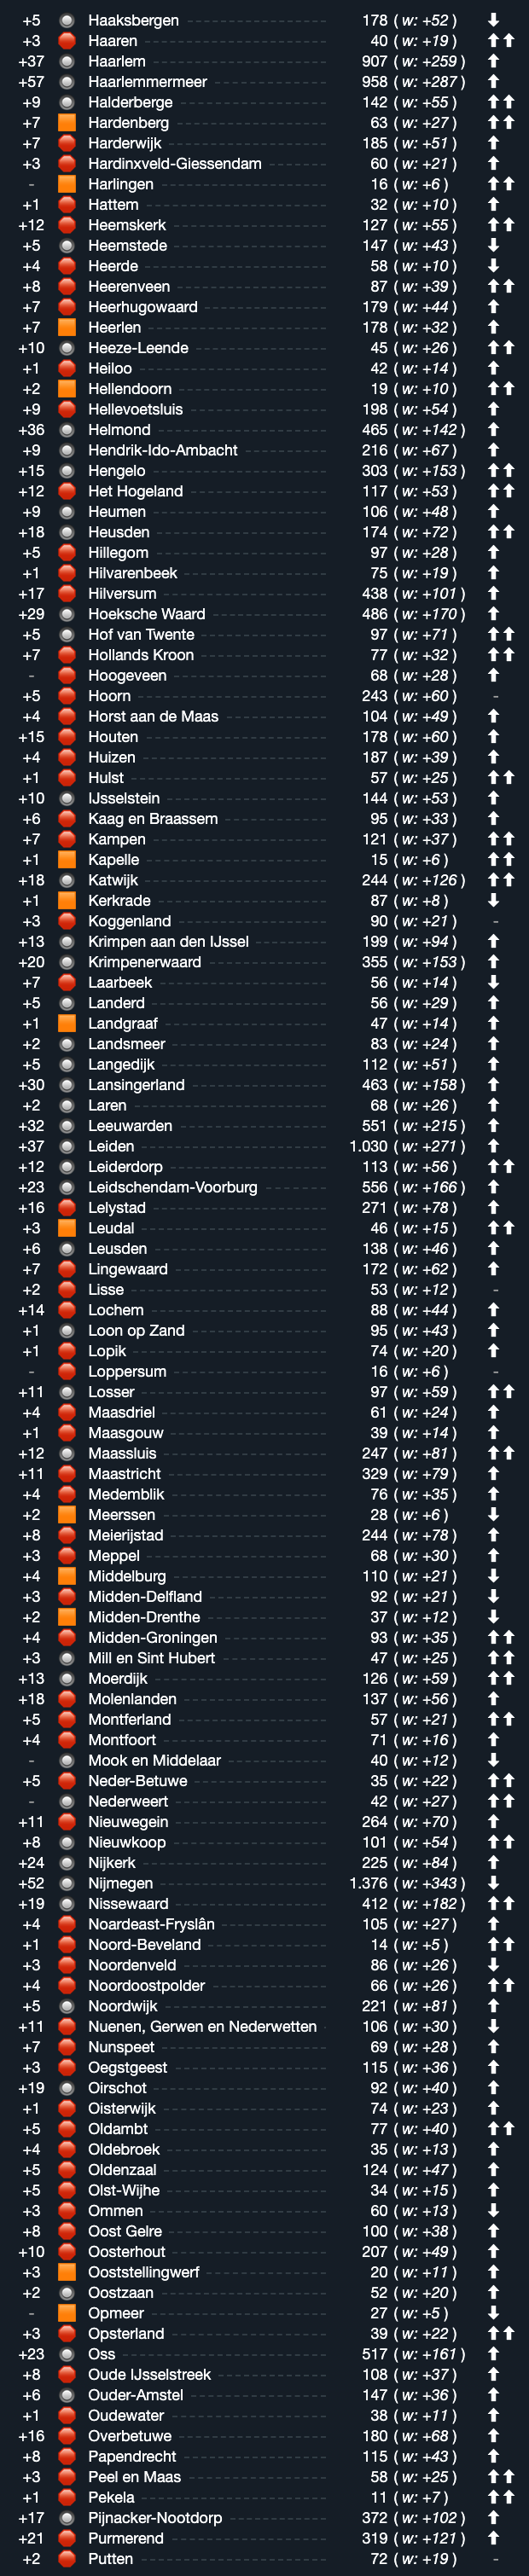 +5 Haaksbergen 178 (w: +52) ⬇
+3 Haaren 40 (w: +19) ⬆⬆
+37 Haarlem 907 (w: +259) ⬆
+57 Haarlemmermeer 958 (w: +287) ⬆
+9 Halderberge 142 (w: +55) ⬆⬆
+7 Hardenberg 63 (w: +27) ⬆⬆
+7 Harderwijk 185 (w: +51) ⬆
+3 Hardinxveld-Giessendam 60 (w: +21) ⬆
- Harlingen 16 (w: +6) ⬆⬆
+1 Hattem 32 (w: +10) ⬆
+12 Heemskerk 127 (w: +55) ⬆⬆
+5 Heemstede 147 (w: +43) ⬇
+4 Heerde 58 (w: +10) ⬇
+8 Heerenveen 87 (w: +39) ⬆⬆
+7 Heerhugowaard 179 (w: +44) ⬆
+7 Heerlen 178 (w: +32) ⬆
+10 Heeze-Leende 45 (w: +26) ⬆⬆
+1 Heiloo 42 (w: +14) ⬆
+2 Hellendoorn 19 (w: +10) ⬆⬆
+9 Hellevoetsluis 198 (w: +54) ⬆
+36 Helmond 465 (w: +142) ⬆
+9 Hendrik-Ido-Ambacht 216 (w: +67) ⬆
+15 Hengelo 303 (w: +153) ⬆⬆
+12 Het Hogeland 117 (w: +53) ⬆⬆
+9 Heumen 106 (w: +48) ⬆
+18 Heusden 174 (w: +72) ⬆⬆
+5 Hillegom 97 (w: +28) ⬆
+1 Hilvarenbeek 75 (w: +19) ⬆
+17 Hilversum 438 (w: +101) ⬆
+29 Hoeksche Waard 486 (w: +170) ⬆
+5 Hof van Twente 97 (w: +71) ⬆⬆
+7 Hollands Kroon 77 (w: +32) ⬆⬆
- Hoogeveen 68 (w: +28) ⬆
+5 Hoorn 243 (w: +60) -
+4 Horst aan de Maas 104 (w: +49) ⬆
+15 Houten 178 (w: +60) ⬆
+4 Huizen 187 (w: +39) ⬆
+1 Hulst 57 (w: +25) ⬆⬆
+10 IJsselstein 144 (w: +53) ⬆
+6 Kaag en Braassem 95 (w: +33) ⬆
+7 Kampen 121 (w: +37) ⬆⬆
+1 Kapelle 15 (w: +6) ⬆⬆
+18 Katwijk 244 (w: +126) ⬆⬆
+1 Kerkrade 87 (w: +8) ⬇
+3 Koggenland 90 (w: +21) -
+13 Krimpen aan den IJssel 199 (w: +94) ⬆
+20 Krimpenerwaard 355 (w: +153) ⬆
+7 Laarbeek 56 (w: +14) ⬇
+5 Landerd 56 (w: +29) ⬆
+1 Landgraaf 47 (w: +14) ⬆
+2 Landsmeer 83 (w: +24) ⬆
+5 Langedijk 112 (w: +51) ⬆
+30 Lansingerland 463 (w: +158) ⬆
+2 Laren 68 (w: +26) ⬆
+32 Leeuwarden 551 (w: +215) ⬆
+37 Leiden 1.030 (w: +271) ⬆
+12 Leiderdorp 113 (w: +56) ⬆⬆
+23 Leidschendam-Voorburg 556 (w: +166) ⬆
+16 Lelystad 271 (w: +78) ⬆
+3 Leudal 46 (w: +15) ⬆⬆
+6 Leusden 138 (w: +46) ⬆
+7 Lingewaard 172 (w: +62) ⬆
+2 Lisse 53 (w: +12) -
+14 Lochem 88 (w: +44) ⬆
+1 Loon op Zand 95 (w: +43) ⬆
+1 Lopik 74 (w: +20) ⬆
- Loppersum 16 (w: +6) -
+11 Losser 97 (w: +59) ⬆⬆
+4 Maasdriel 61 (w: +24) ⬆
+1 Maasgouw 39 (w: +14) ⬆
+12 Maassluis 247 (w: +81) ⬆⬆
+11 Maastricht 329 (w: +79) ⬆
+4 Medemblik 76 (w: +35) ⬆
+2 Meerssen 28 (w: +6) ⬇
+8 Meierijstad 244 (w: +78) ⬆
+3 Meppel 68 (w: +30) ⬆
+4 Middelburg 110 (w: +21) ⬇
+3 Midden-Delfland 92 (w: +21) ⬇
+2 Midden-Drenthe 37 (w: +12) ⬇
+4 Midden-Groningen 93 (w: +35) ⬆⬆
+3 Mill en Sint Hubert 47 (w: +25) ⬆⬆
+13 Moerdijk 126 (w: +59) ⬆⬆
+18 Molenlanden 137 (w: +56) ⬆
+5 Montferland 57 (w: +21) ⬆⬆
+4 Montfoort 71 (w: +16) ⬆
- Mook en Middelaar 40 (w: +12) ⬇
+5 Neder-Betuwe 35 (w: +22) ⬆⬆
- Nederweert 42 (w: +27) ⬆⬆
+11 Nieuwegein 264 (w: +70) ⬆
+8 Nieuwkoop 101 (w: +54) ⬆⬆
+24 Nijkerk 225 (w: +84) ⬆
+52 Nijmegen 1.376 (w: +343) ⬇
+19 Nissewaard 412 (w: +182) ⬆⬆
+4 Noardeast-Fryslân 105 (w: +27) ⬆
+1 Noord-Beveland 14 (w: +5) ⬆⬆
+3 Noordenveld 86 (w: +26) ⬇
+4 Noordoostpolder 66 (w: +26) ⬆⬆
+5 Noordwijk 221 (w: +81) ⬆
+11 Nuenen, Gerwen en Nederwetten 106 (w: +30) ⬇
+7 Nunspeet 69 (w: +28) ⬆
+3 Oegstgeest 115 (w: +36) ⬆
+19 Oirschot 92 (w: +40) ⬆
+1 Oisterwijk 74 (w: +23) ⬆
+5 Oldambt 77 (w: +40) ⬆⬆
+4 Oldebroek 35 (w: +13) ⬆
+5 Oldenzaal 124 (w: +47) ⬆
+5 Olst-Wijhe 34 (w: +15) ⬆
+3 Ommen 60 (w: +13) ⬇
+8 Oost Gelre 100 (w: +38) ⬆
+10 Oosterhout 207 (w: +49) ⬆
+3 Ooststellingwerf 20 (w: +11) ⬆
+2 Oostzaan 52 (w: +20) ⬆
- Opmeer 27 (w: +5) ⬇
+3 Opsterland 39 (w: +22) ⬆⬆
+23 Oss 517 (w: +161) ⬆
+8 Oude IJsselstreek 108 (w: +37) ⬆
+6 Ouder-Amstel 147 (w: +36) ⬆
+1 Oudewater 38 (w: +11) ⬆
+16 Overbetuwe 180 (w: +68) ⬆
+8 Papendrecht 115 (w: +43) ⬆
+3 Peel en Maas 58 (w: +25) ⬆⬆
+1 Pekela 11 (w: +7) ⬆⬆
+17 Pijnacker-Nootdorp 372 (w: +102) ⬆
+21 Purmerend 319 (w: +121) ⬆
+2 Putten 72 (w: +19) -